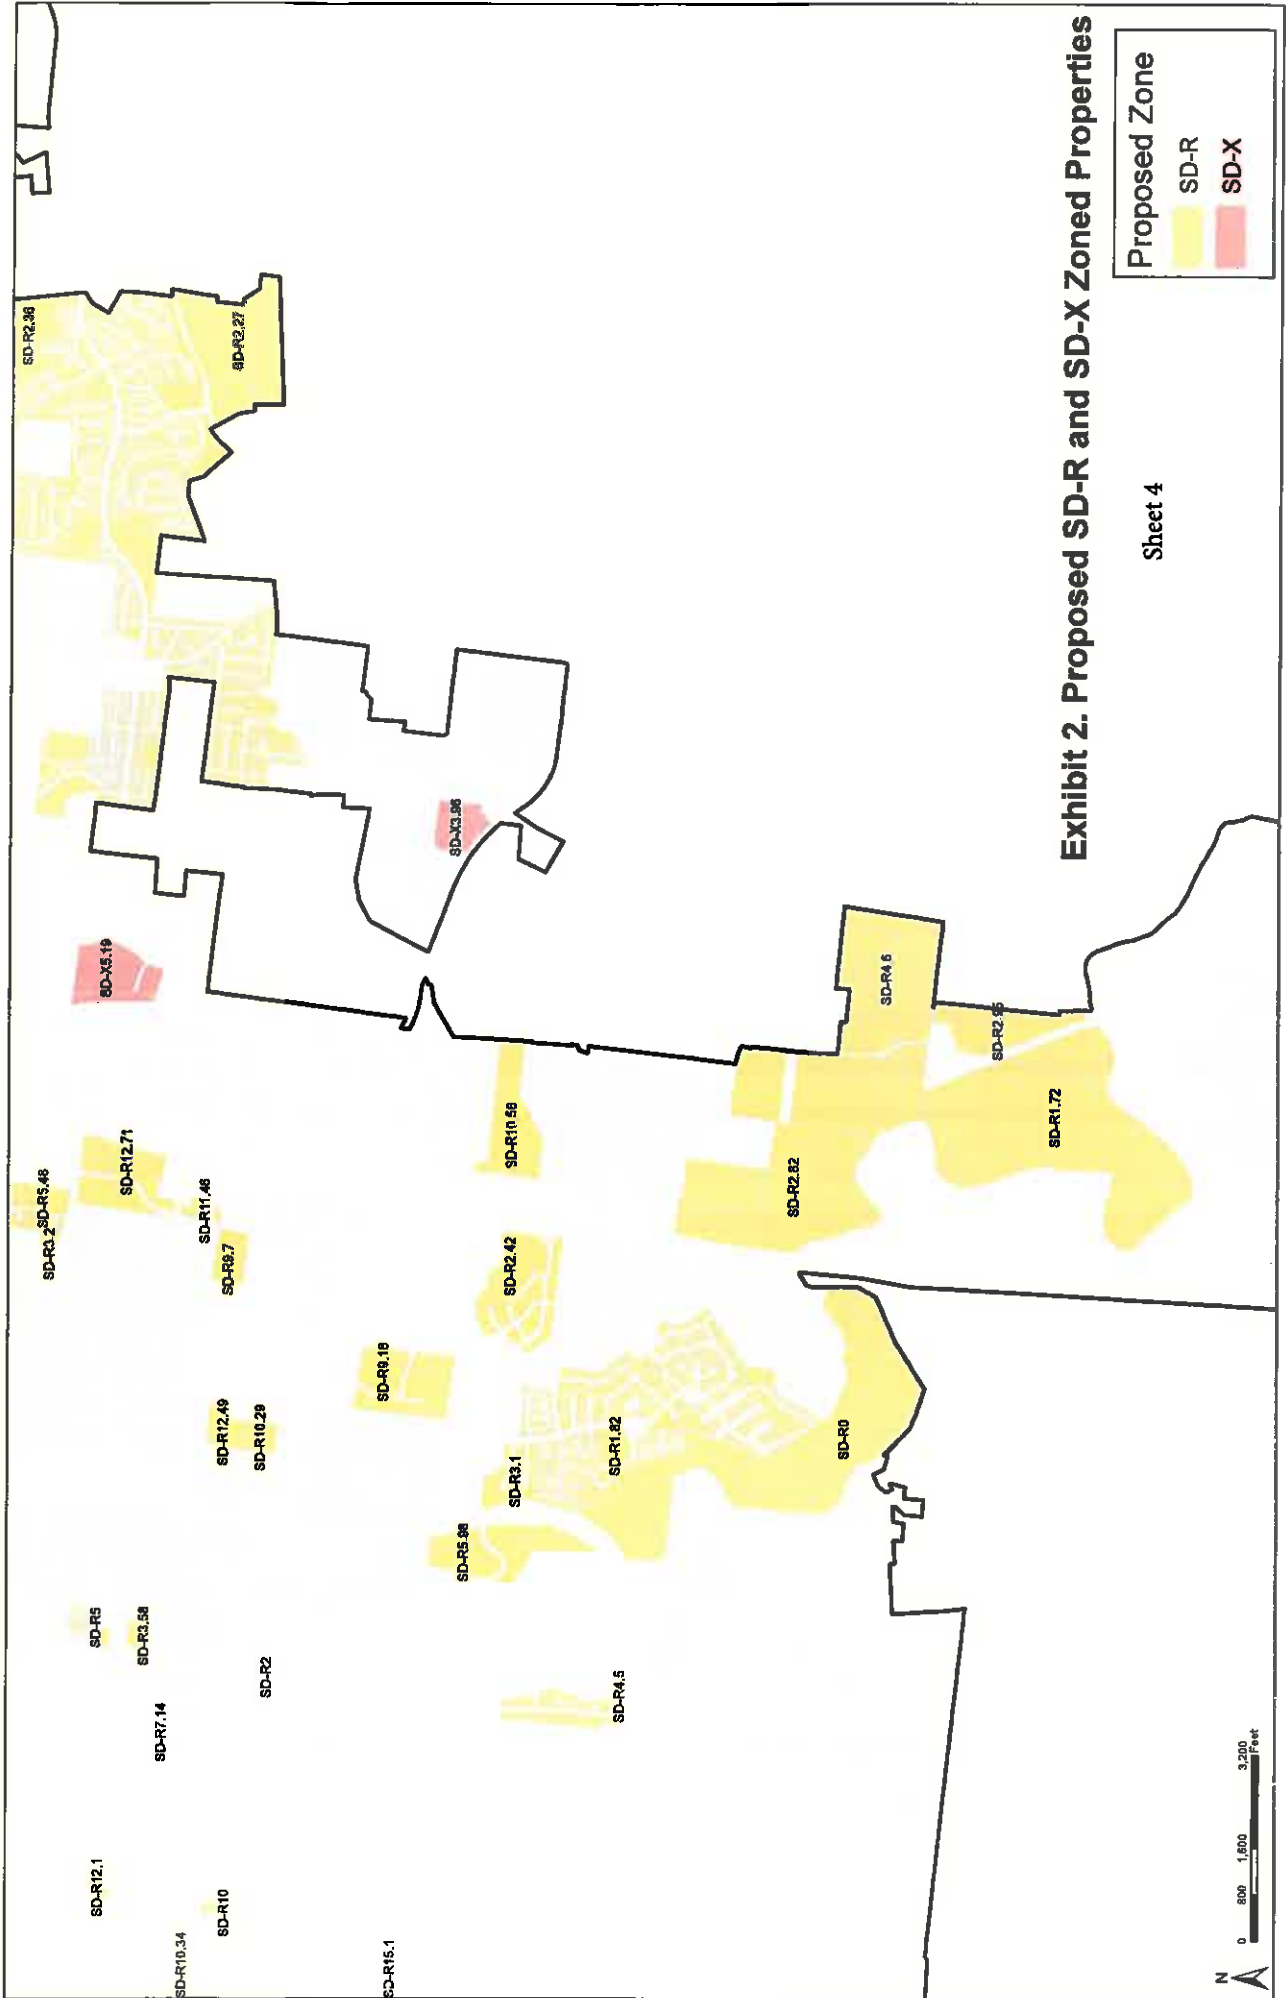 SD-R12.1
SD-R10.34
SD-R10
SD-R15.1
SD-R5
SD-R3.58
SD-R7.14
SD-R2
SD-R4.5
SD-R12.49
SD-R10.29
SD-R9.18
SD-R5.98
SD-R3.1
SD-R1.82
SD-R0
SD-R3.2
SD-R5.48
SD-R12.71
SD-R11.46
SD-R9.7
SD-R2.42
SD-R10.56
SD-R2.82
SD-R1.72
SD-R2.95
SD-R4.6
SD-X5.19
SD-X3.96
SD-R2.36
SD-R2.27
Exhibit 2. Proposed SD-R and SD-X Zoned Properties
Sheet 4
Proposed Zone
SD-R
SD-X
N
0 800 1,600 3,200
Feet